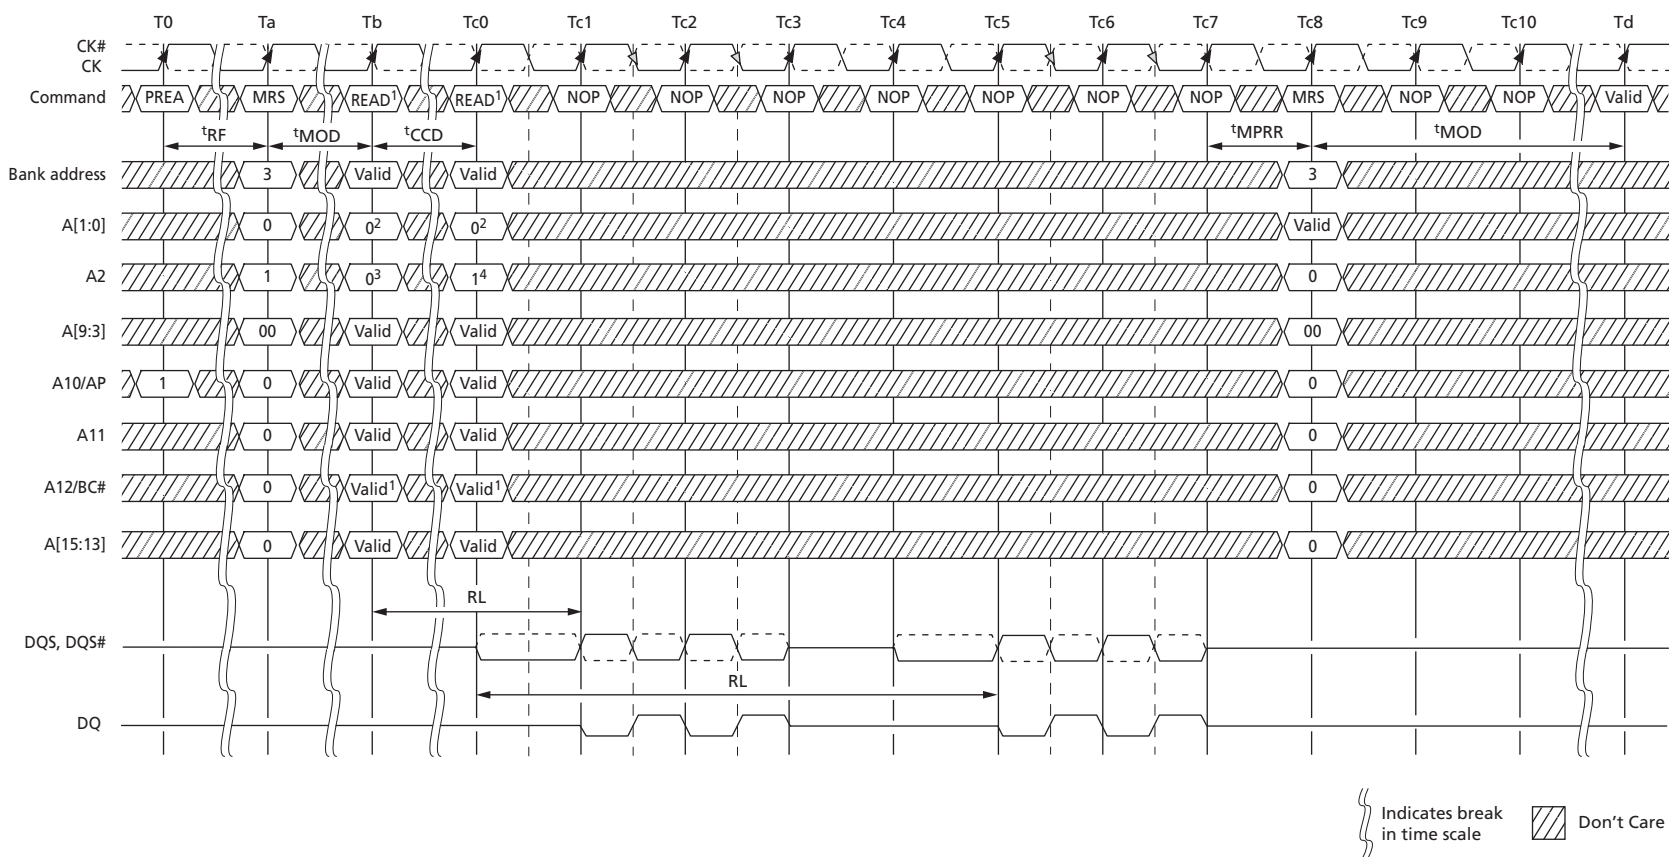 T0 Ta Tb Tc0 Tc1 Tc2 Tc3 Tc4 Tc5 Tc6 Tc7 Tc8 Tc9 Tc10 Td
CK#
CK
Command PREA MRS READ1 READ1 NOP NOP NOP NOP NOP NOP NOP MRS NOP NOP Valid
tRF tMOD tCCD tMPRR tMOD
Bank address 3 Valid Valid 3
A[1:0] 0 02 02 Valid
A2 1 03 14 0
A[9:3] 00 Valid Valid 00
A10/AP 1 0 Valid Valid 0
A11 0 Valid Valid 0
A12/BC# 0 Valid1 Valid1 0
A[15:13] 0 Valid Valid 0
RL
DQS, DQS#
RL
DQ
Indicates break
in time scale
Don't Care